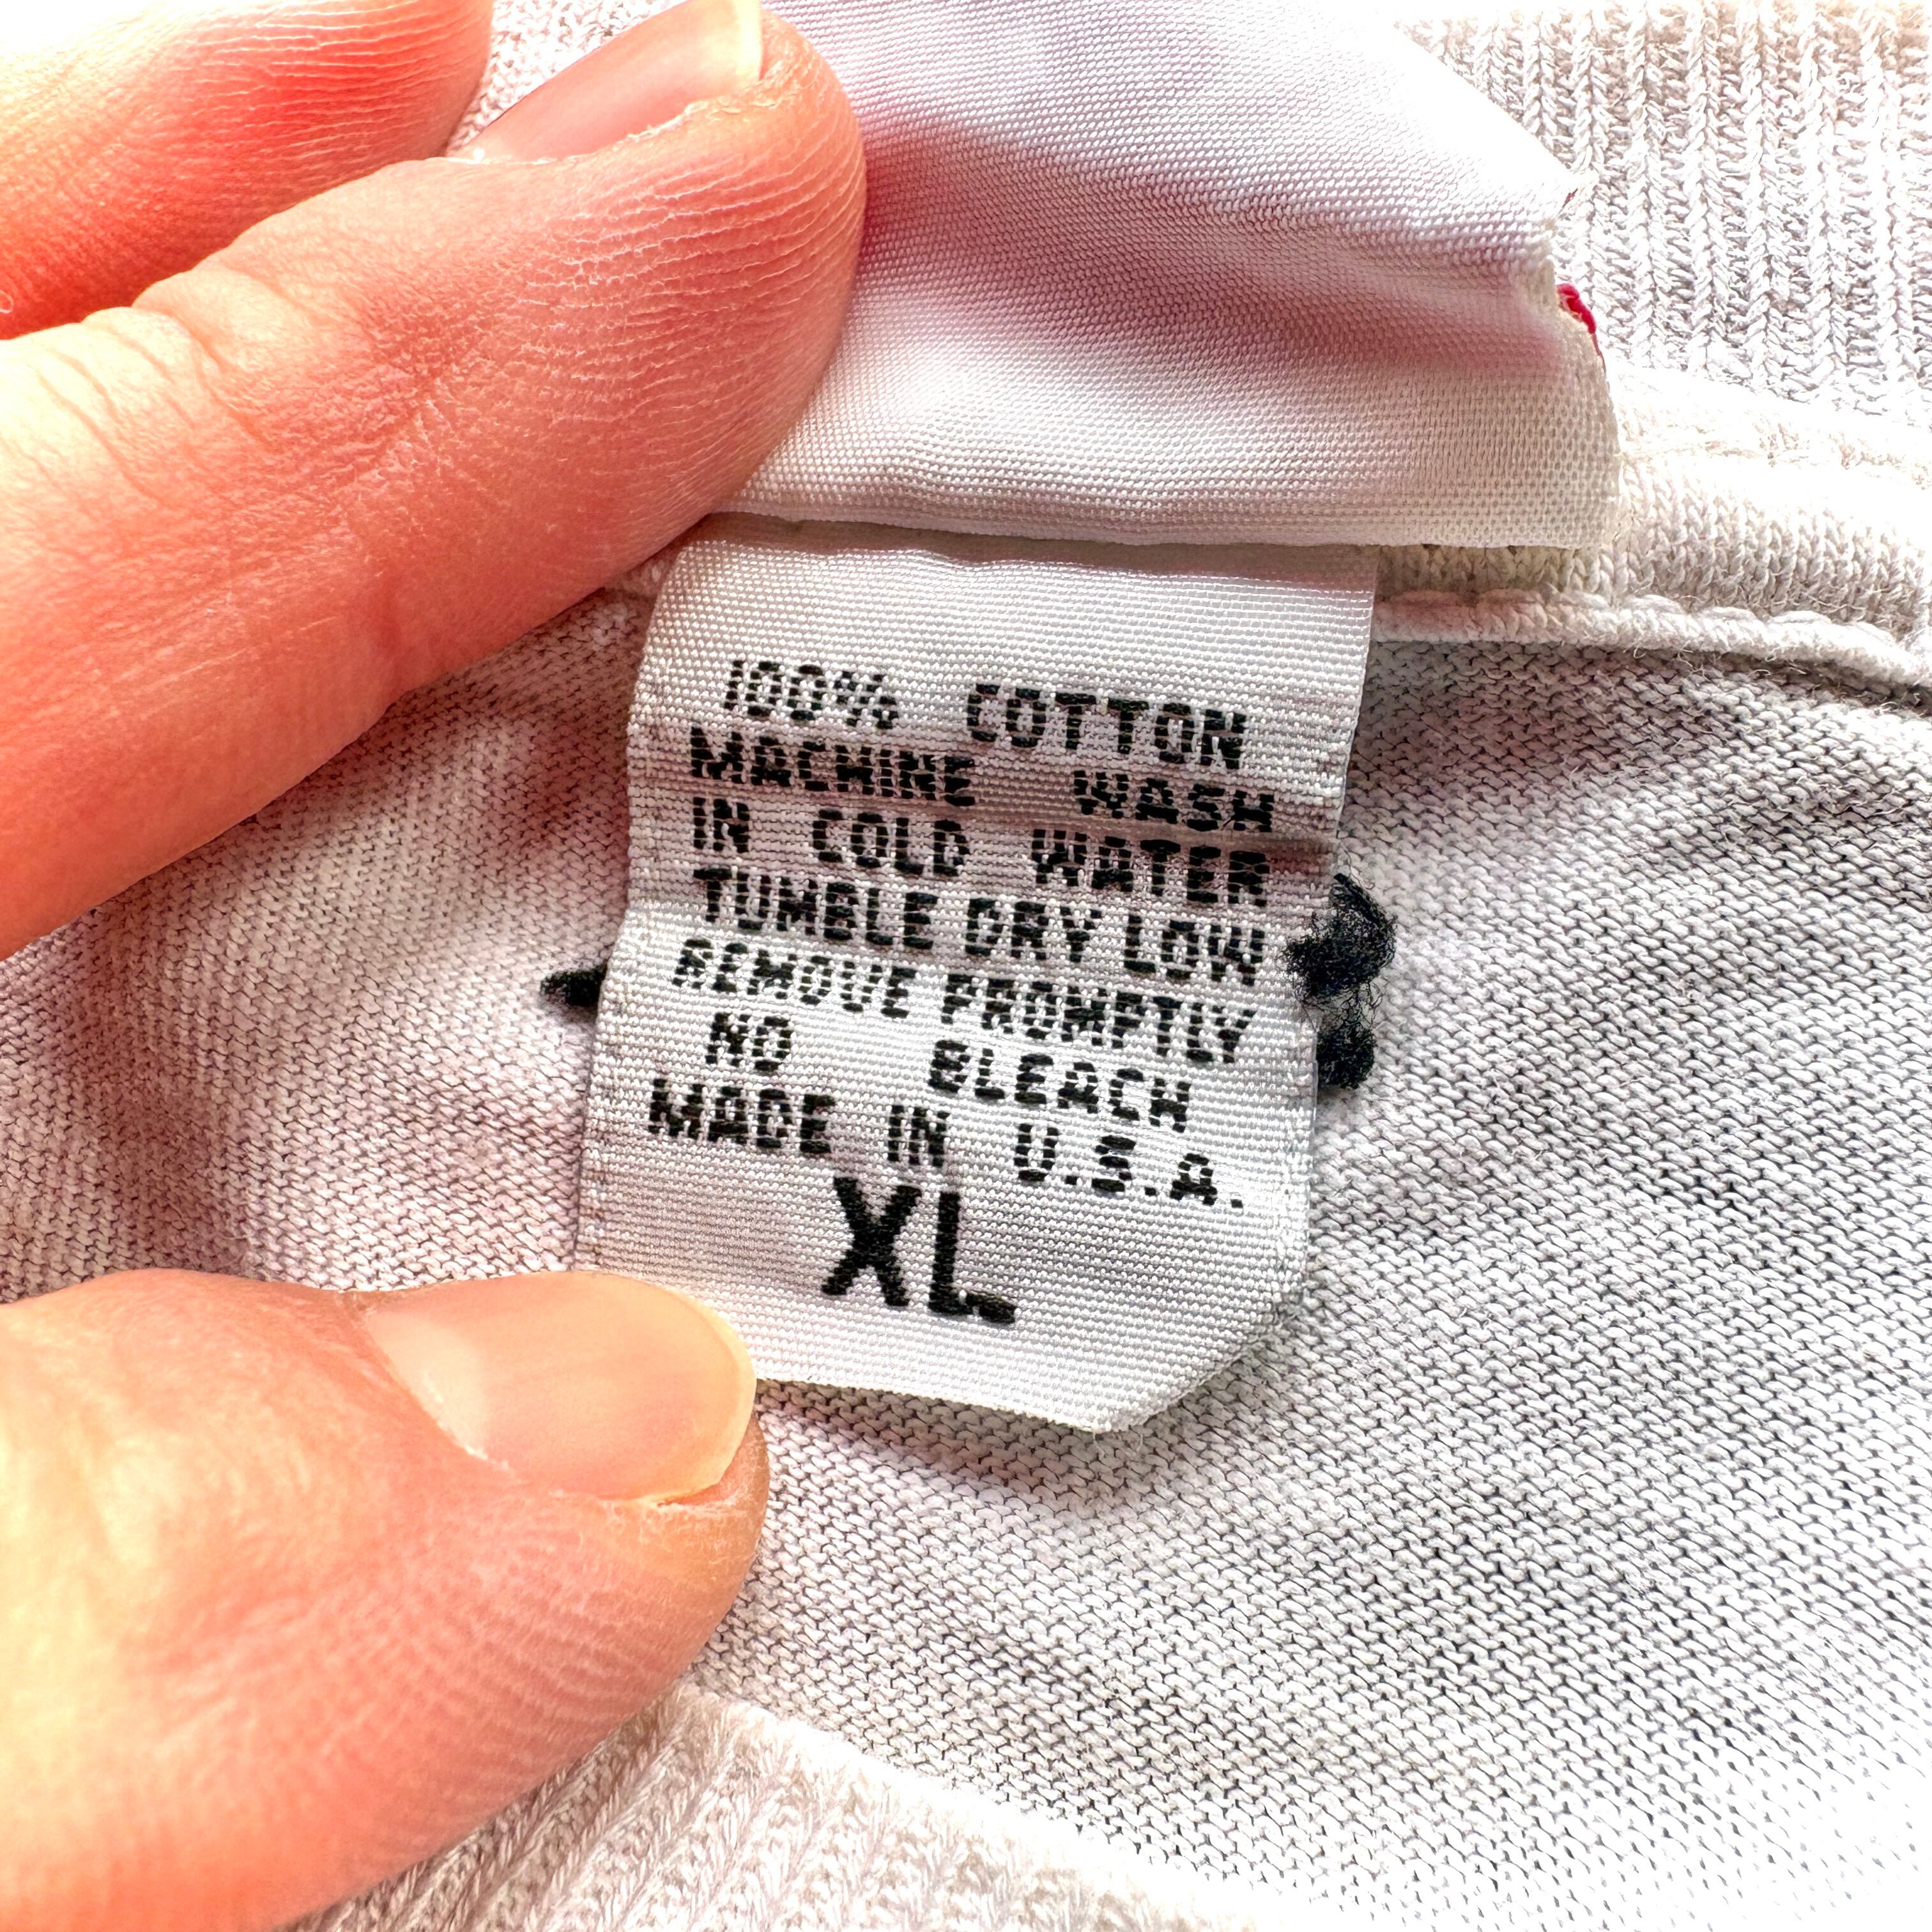 100% COTTON
MACHINE WASH
IN COLD WATER
TUMBLE DRY LOW
REMOVE PROMPTLY
NO BLEACH
MADE IN U.S.A.
XL